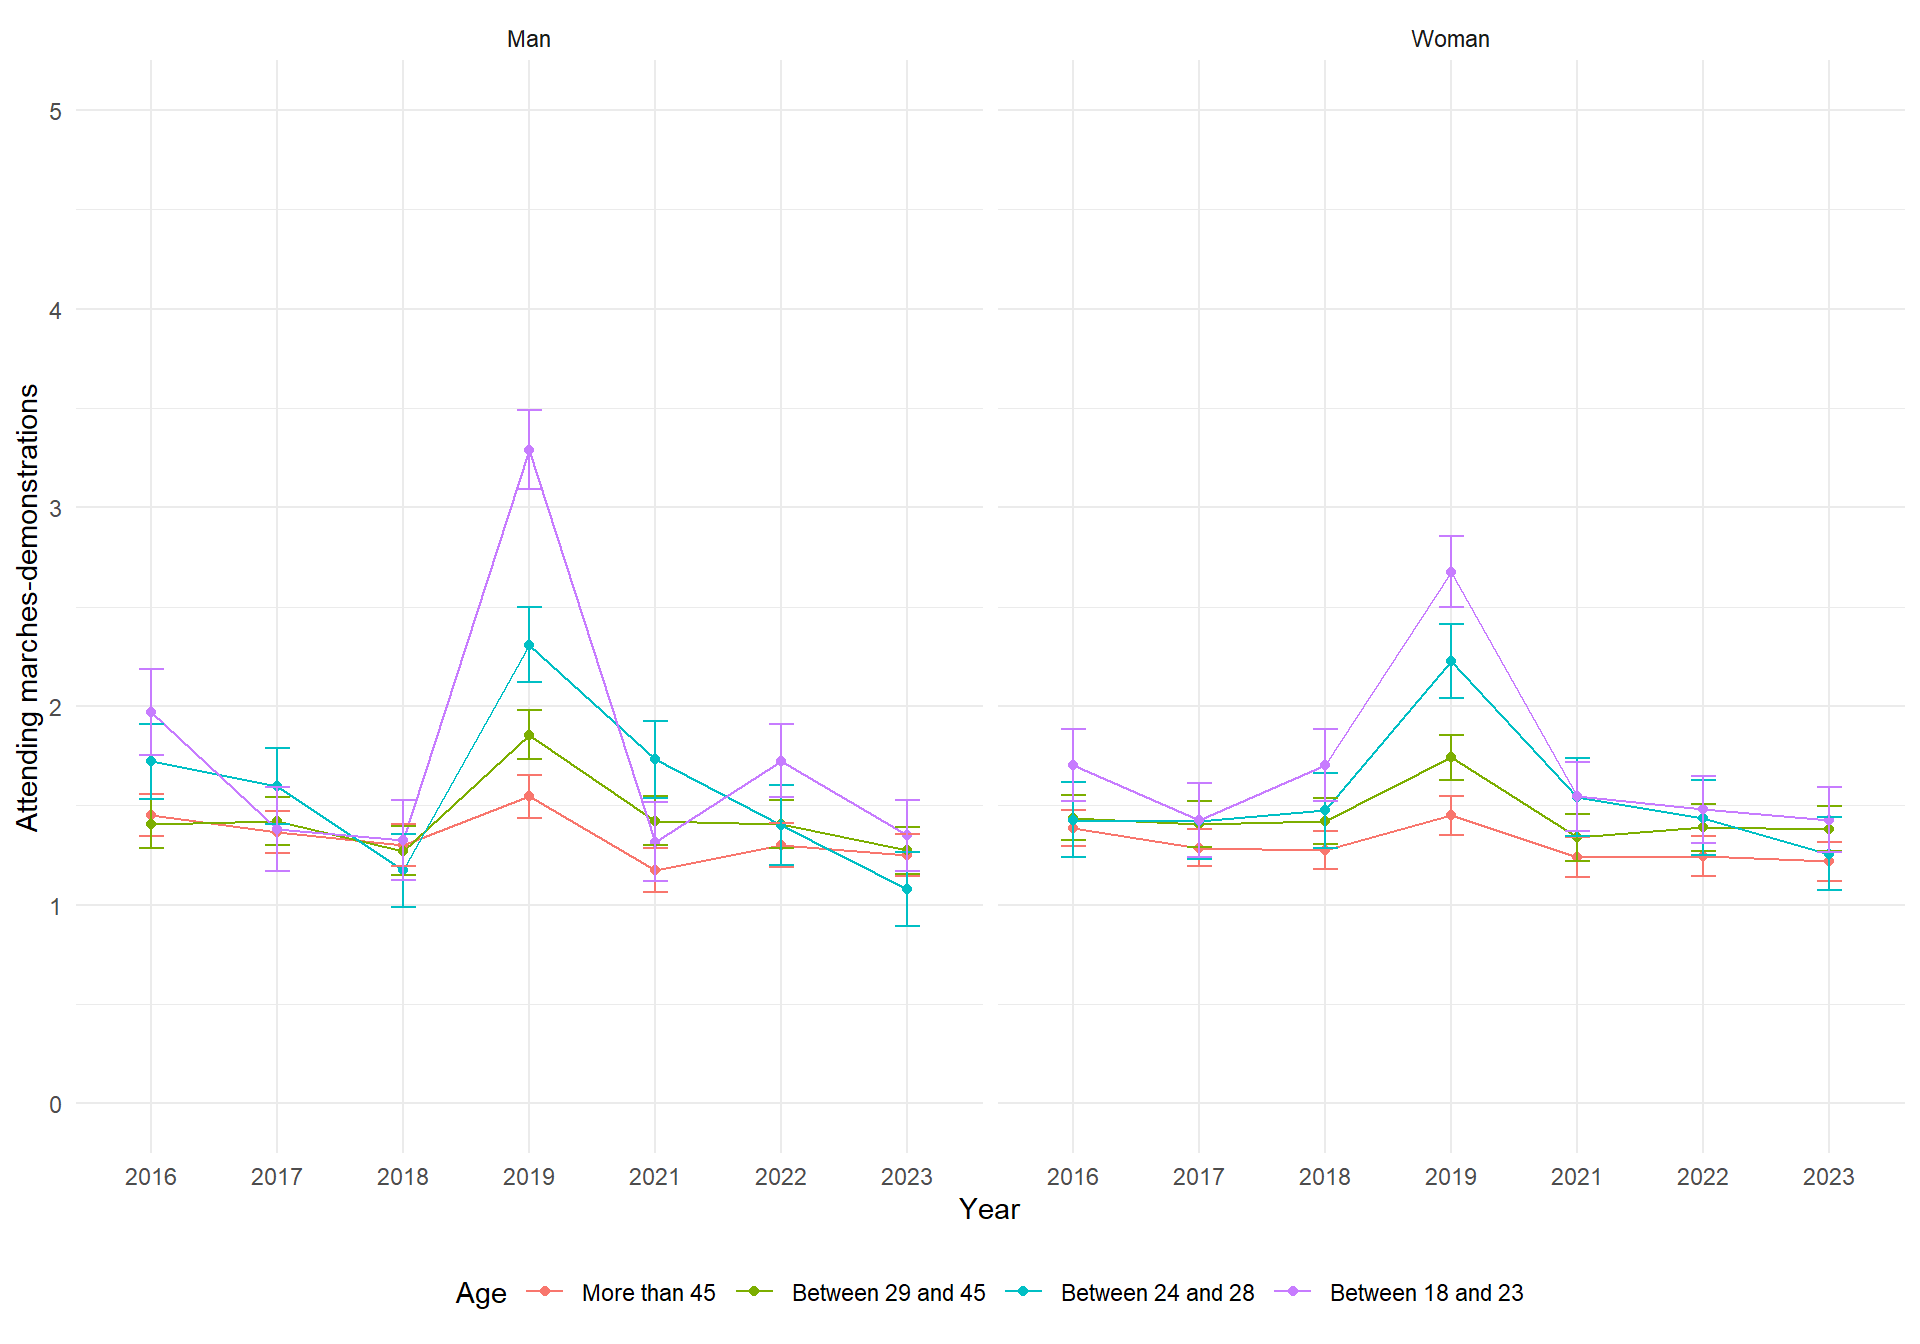 Man Woman
5
4
3
2
1
0
Attending marches-demonstrations
2016 2017 2018 2019 2021 2022 2023 2016 2017 2018 2019 2021 2022 2023
Year
Age More than 45 Between 29 and 45 Between 24 and 28 Between 18 and 23